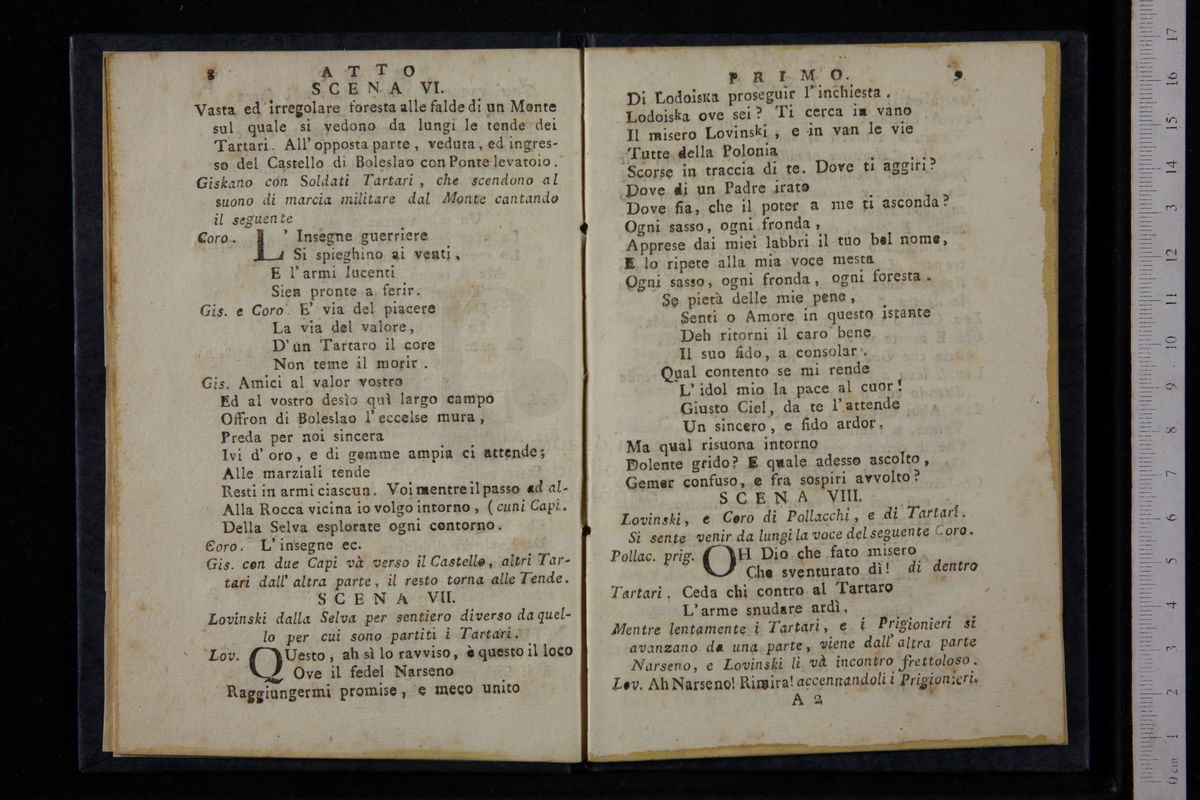 8 ATTO
SCENA VI.
Vasta ed irregolare foresta alle falde di un Monte
sul quale si vedono da lungi le tende dei
Tartari. All' opposta parte, veduta, ed ingres-
so del Castello di Boleslao con Ponte levatoio.
Giskano con Soldati Tartari, che scendono al
suono di marcia militare dal Monte cantando
il seguente
Coro. L' Insegne guerriere
Si spieghino ai venti,
E l'armi lucenti
Sien pronte a ferir.
Gis. e Coro E' via del piacere
La via del valore,
D'un Tartaro il core
Non teme il morir.
Gis. Amici al valor vostro
Ed al vostro desìo quì largo campo
Offron di Boleslao l'eccelse mura,
Preda per noi sincera
Ivi d'oro, e di gemme ampia ci attende;
Alle marziali tende
Resti in armi ciascun. Voi mentre il passo ad al-
Alla Rocca vicina io volgo intorno, (cuni Capi.
Della Selva esplorate ogni contorno.
Coro. L'insegne ec.
Gis. con due Capi và verso il Castello, altri Tar-
tari dall' altra parte, il resto torna alle Tende.
SCENA VII.
Lovinski dalla Selva per sentiero diverso da quel-
lo per cui sono partiti i Tartari.
Lov. QUesto, ah sì lo ravviso, è questo il loco
Ove il fedel Narseno
Raggiungermi promise, e meco unito
PRIMO. 9
Di Lodoiska proseguir l'inchiesta.
Lodoiska ove sei? Ti cerca in vano
Il misero Lovinski, e in van le vie
Tutte della Polonia
Scorse in traccia di te. Dove ti aggiri?
Dove di un Padre irato
Dove fia, che il poter a me ti asconda?
Ogni sasso, ogni fronda,
Apprese dai miei labbri il tuo bel nome,
E lo ripete alla mia voce mesta
Ogni sasso, ogni fronda, ogni foresta.
Se pietà delle mie pene,
Senti o Amore in questo istante
Deh ritorni il caro bene
Il suo fido, a consolar.
Qual contento se mi rende
L'idol mio la pace al cuor!
Giusto Ciel, da te l'attende
Un sincero, e fido ardor.
Ma qual risuona intorno
Dolente grido? E quale adesso ascolto,
Gemer confuso, e fra sospiri avvolto?
SCENA VIII.
Lovinski, e Coro di Pollacchi, e di Tartari.
Si sente venir da lungi la voce del seguente Coro.
Pollac. prig. OH Dio che fato misero
Che sventurato dì! di dentro
Tartari. Ceda chi contro al Tartaro
L'arme snudare ardì.
Mentre lentamente i Tartari, e i Prigionieri si
avanzano da una parte, viene dall' altra parte
Narseno, e Lovinski li và incontro frettoloso.
Lov. Ah Narseno! Rimira! accennandoli i Prigionieri.
A 2
0 cm 1 2 3 4 5 6 7 8 9 10 11 12 13 14 15 16 17